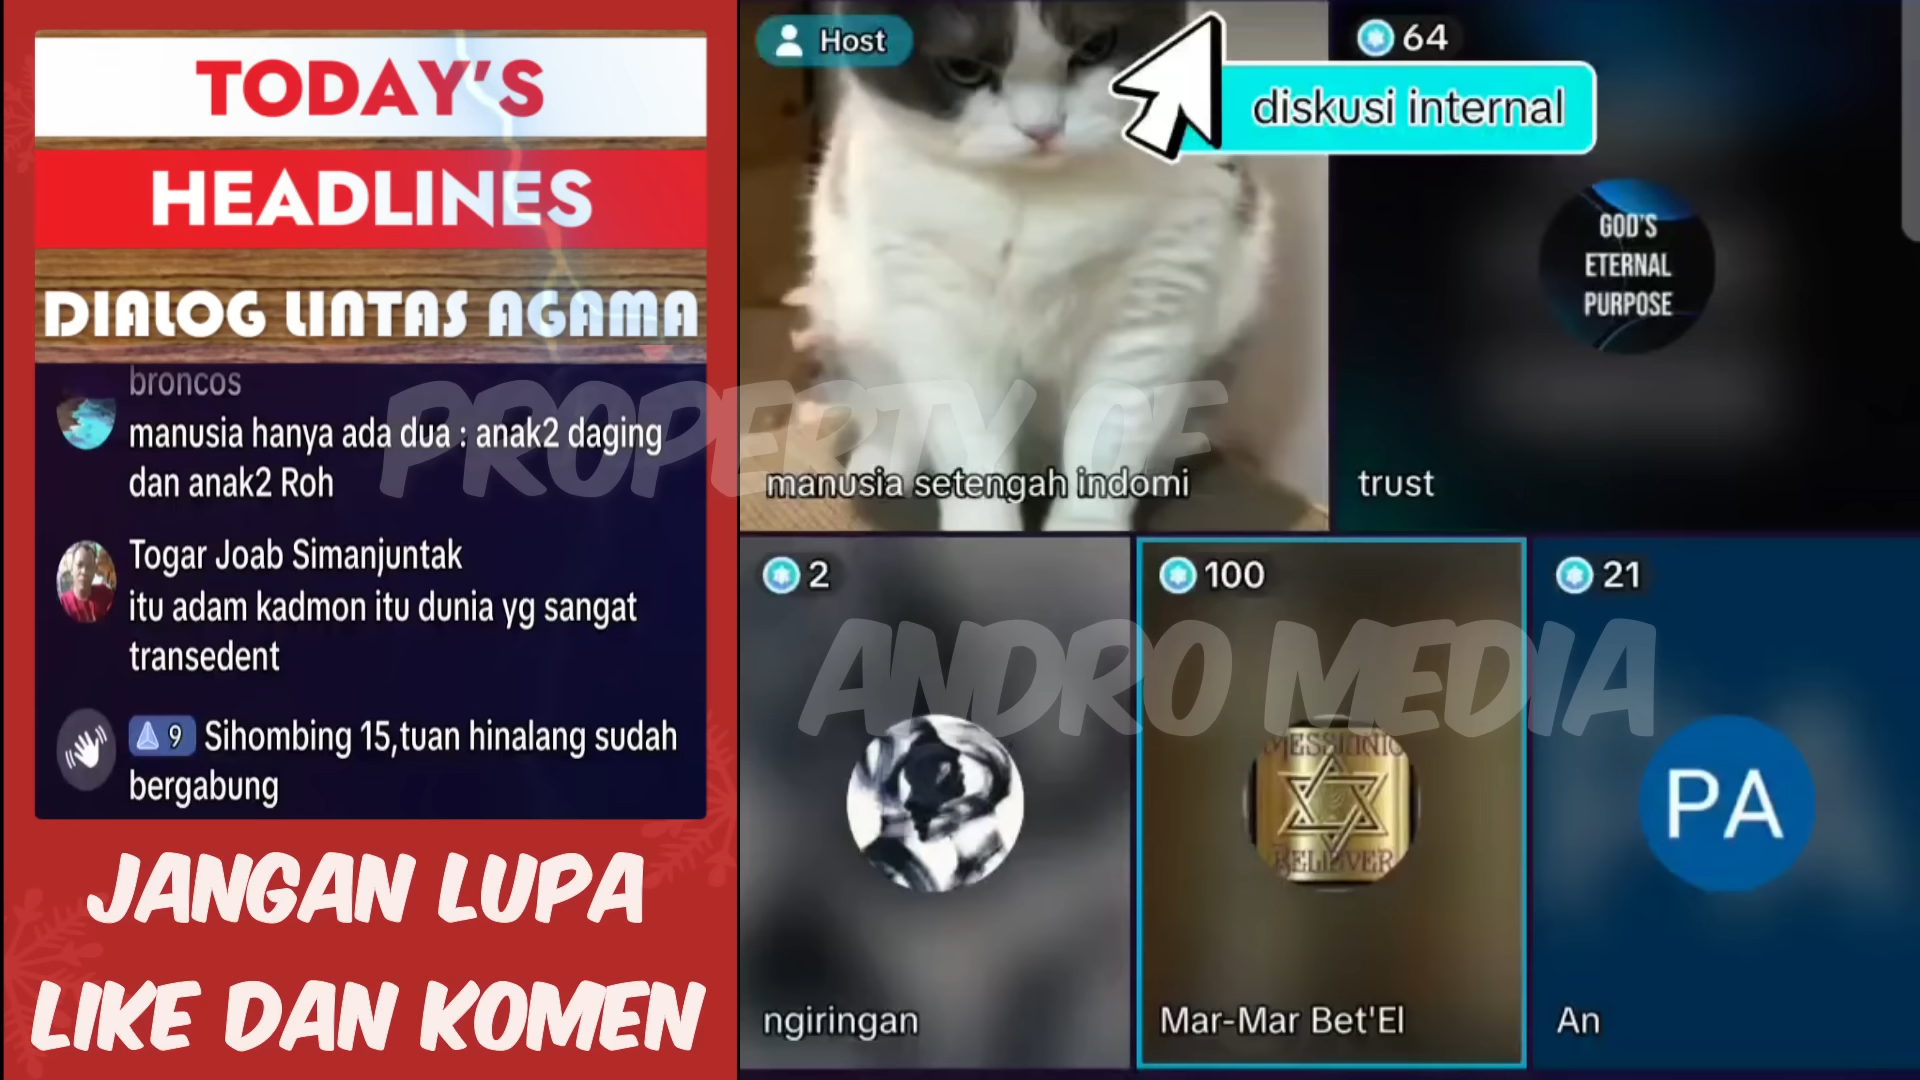 TODAY'S
HEADLINES
DIALOG LINTAS AGAMA
broncos
manusia hanya ada dua : anak2 daging
dan anak2 Roh
Togar Joab Simanjuntak
itu adam kadmon itu dunia yg sangat
transedent
9 Sihombing 15,tuan hinalang sudah
bergabung
JANGAN LUPA
LIKE DAN KOMEN
Host
diskusi internal
manusia setengah indomi
64
GOD'S
ETERNAL
PURPOSE
trust
PROPERTY OF
ANDRO MEDIA
2
ngiringan
100
MESSIANIC
BELIEVER
Mar-Mar Bet'El
21
PA
An